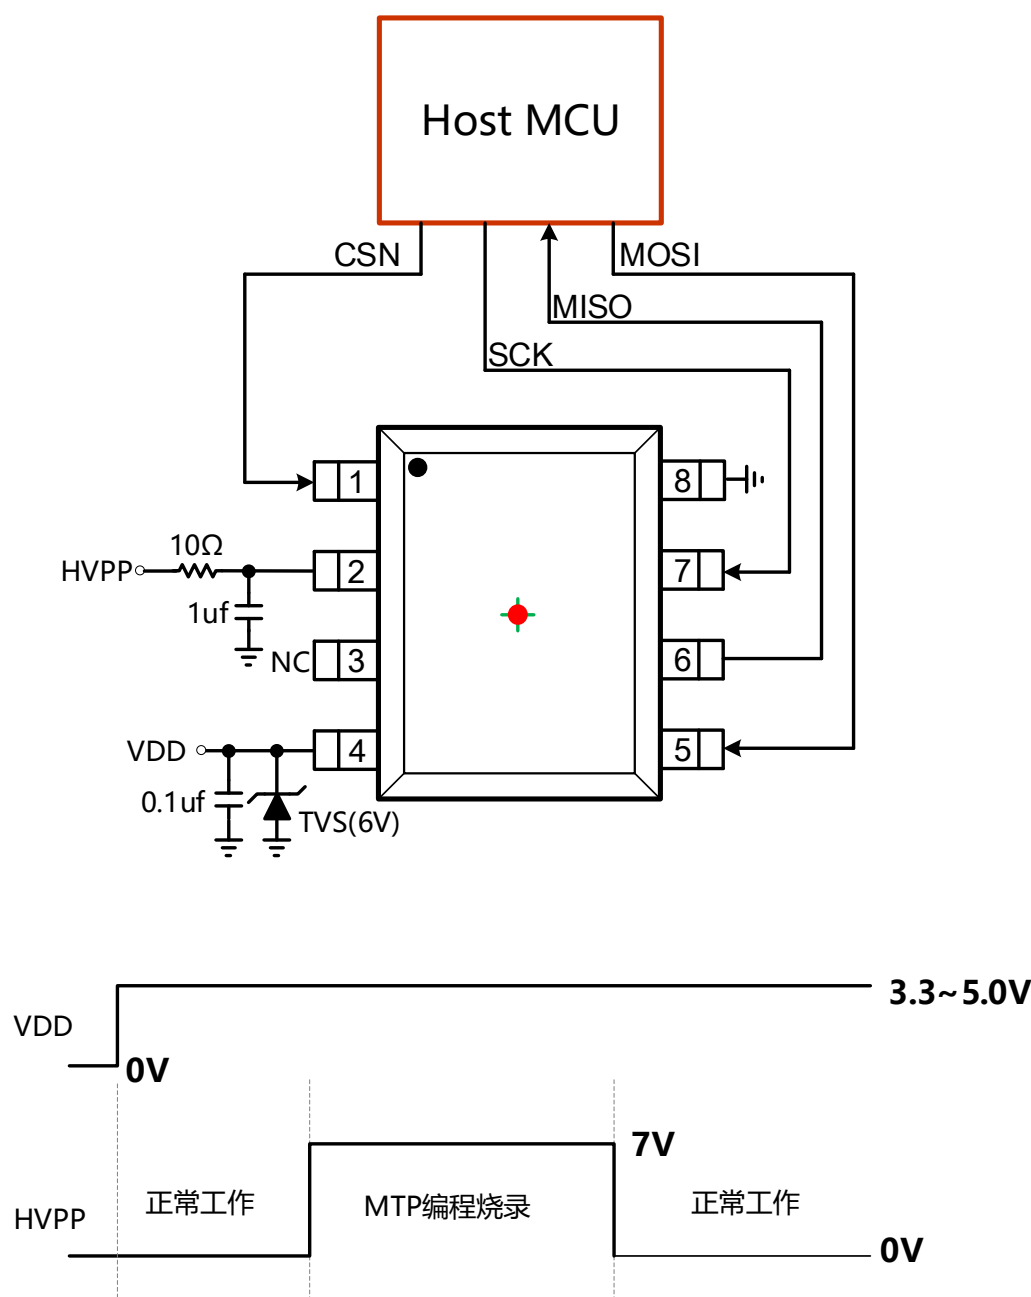 Host MCU
CSN
MOSI
MISO
SCK
1
8
10Ω
HVPP
2
7
1uf
NC
3
6
VDD
4
5
0.1uf
TVS(6V)
3.3~5.0V
VDD
0V
7V
正常工作
MTP编程烧录
正常工作
HVPP
0V